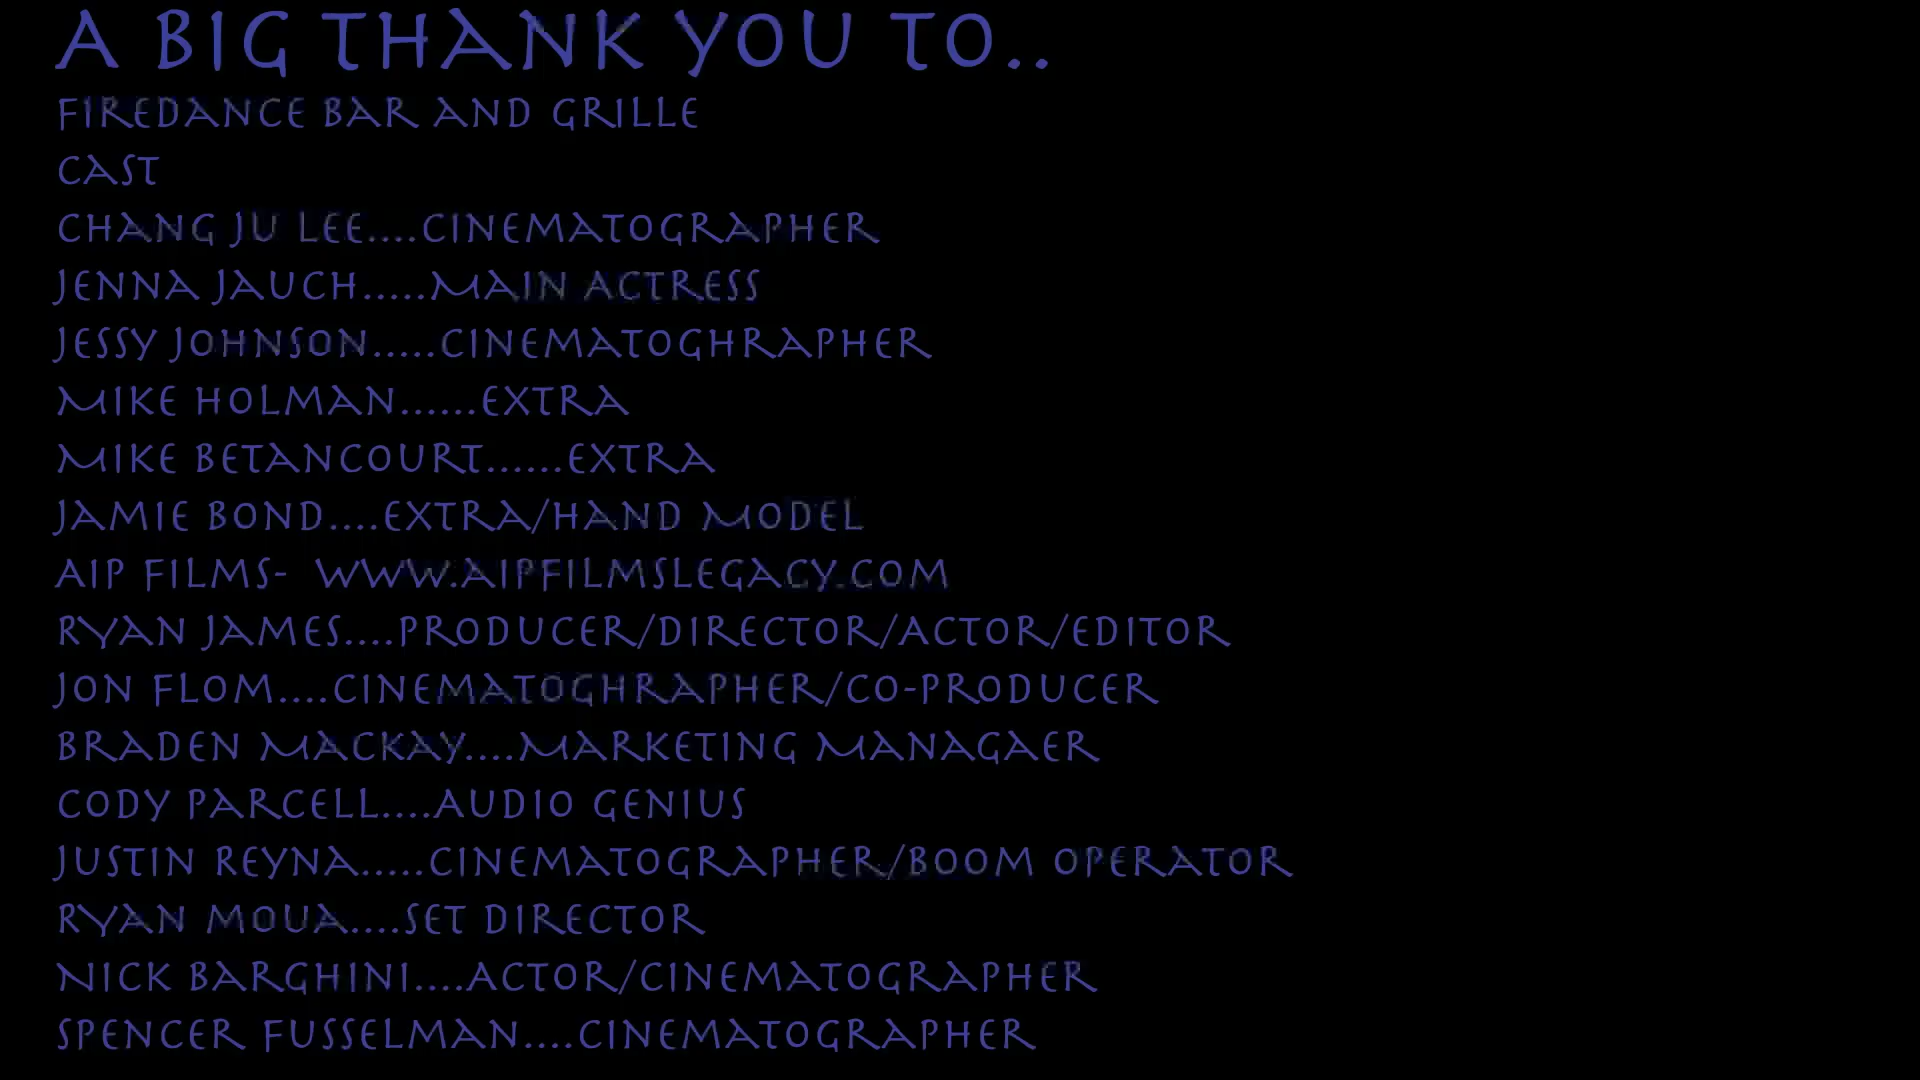 A BIG THANK YOU TO..
FIREDANCE BAR AND GRILLE
CAST
CHANG JU LEE....CINEMATOGRAPHER
JENNA JAUCH.....MAIN ACTRESS
JESSY JOHNSON.....CINEMATOGHRAPHER
MIKE HOLMAN......EXTRA
MIKE BETANCOURT......EXTRA
JAMIE BOND....EXTRA/HAND MODEL
AIP FILMS- WWW.AIPFILMSLEGACY.COM
RYAN JAMES....PRODUCER/DIRECTOR/ACTOR/EDITOR
JON FLOM....CINEMATOGHRAPHER/CO-PRODUCER
BRADEN MACKAY....MARKETING MANAGAER
CODY PARCELL....AUDIO GENIUS
JUSTIN REYNA.....CINEMATOGRAPHER/BOOM OPERATOR
RYAN MOUA....SET DIRECTOR
NICK BARGHINI....ACTOR/CINEMATOGRAPHER
SPENCER FUSSELMAN....CINEMATOGRAPHER